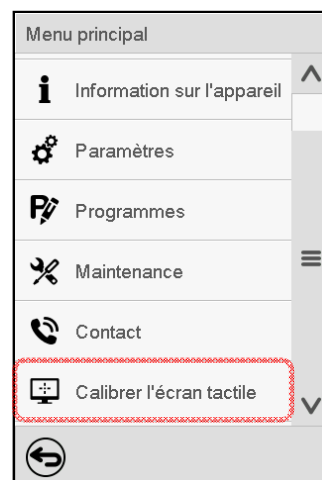 Menu principal
Information sur l'appareil
Paramètres
Programmes
Maintenance
Contact
Calibrer l'écran tactile